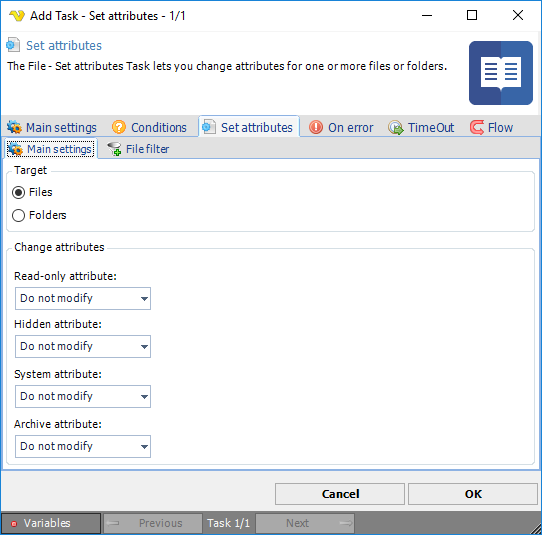 Add Task - Set attributes - 1/1
Set attributes
The File - Set attributes Task lets you change attributes for one or more files or folders.
Main settings Conditions Set attributes On error TimeOut Flow
Main settings File filter
Target
Files
Folders
Change attributes
Read-only attribute:
Do not modify
Hidden attribute:
Do not modify
System attribute:
Do not modify
Archive attribute:
Do not modify
Cancel OK
Variables Previous Task 1/1 Next